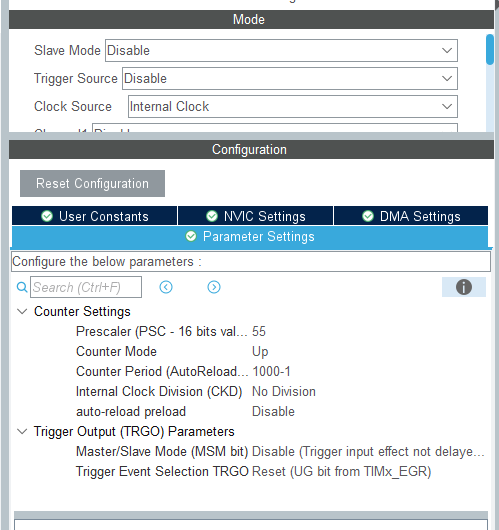 Mode
Slave Mode Disable
Trigger Source Disable
Clock Source Internal Clock
Configuration
Reset Configuration
User Constants NVIC Settings DMA Settings
Parameter Settings
Configure the below parameters :
Search (Ctrl+F)
Counter Settings
Prescaler (PSC - 16 bits val... 55
Counter Mode Up
Counter Period (AutoReload... 1000-1
Internal Clock Division (CKD) No Division
auto-reload preload Disable
Trigger Output (TRGO) Parameters
Master/Slave Mode (MSM bit) Disable (Trigger input effect not delaye...
Trigger Event Selection TRGO Reset (UG bit from TIMx_EGR)